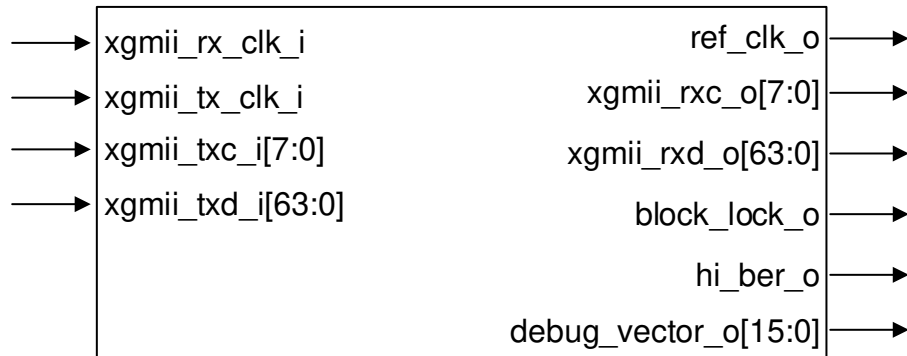 xgmii_rx_clk_i
xgmii_tx_clk_i
xgmii_txc_i[7:0]
xgmii_txd_i[63:0]
ref_clk_o
xgmii_rxc_o[7:0]
xgmii_rxd_o[63:0]
block_lock_o
hi_ber_o
debug_vector_o[15:0]